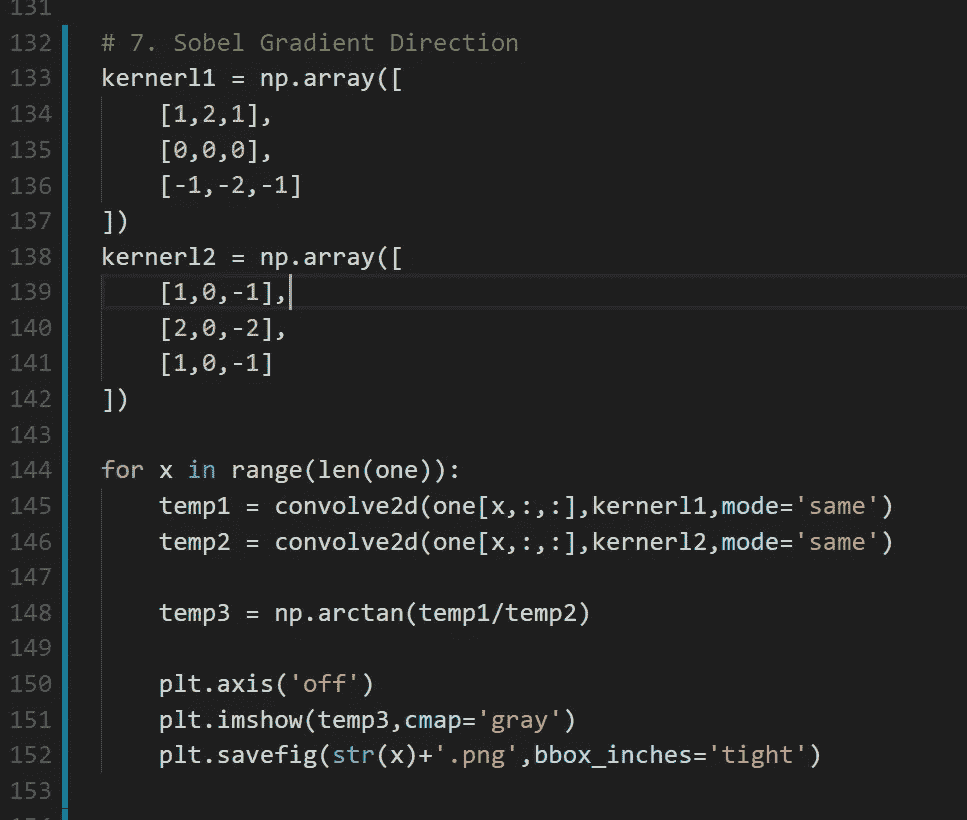 131
132 # 7. Sobel Gradient Direction
133 kernerl1 = np.array([
134     [1,2,1],
135     [0,0,0],
136     [-1,-2,-1]
137 ])
138 kernerl2 = np.array([
139     [1,0,-1],
140     [2,0,-2],
141     [1,0,-1]
142 ])
143
144 for x in range(len(one)):
145     temp1 = convolve2d(one[x,:,:],kernerl1,mode='same')
146     temp2 = convolve2d(one[x,:,:],kernerl2,mode='same')
147
148     temp3 = np.arctan(temp1/temp2)
149
150     plt.axis('off')
151     plt.imshow(temp3,cmap='gray')
152     plt.savefig(str(x)+'.png',bbox_inches='tight')
153